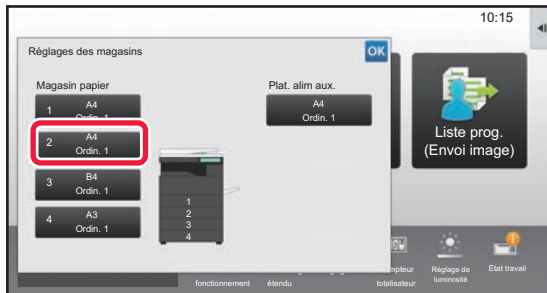 10:15
Réglages des magasins
OK
Magasin papier
Plat. alim aux.
1 A4
Ordin. 1
A4
Ordin. 1
2 A4
Ordin. 1
3 B4
Ordin. 1
4 A3
Ordin. 1
1
2
3
4
Liste prog.
(Envoi image)
fonctionnement
étendu
totalisateur
Réglage de
luminosité
Etat travail